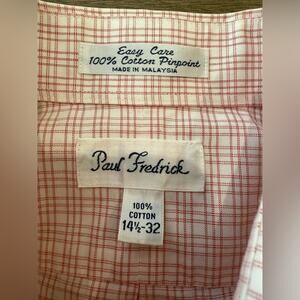 Easy Care
100% Cotton Pinpoint
MADE IN MALAYSIA
Paul Fredrick
100%
COTTON
14½-32